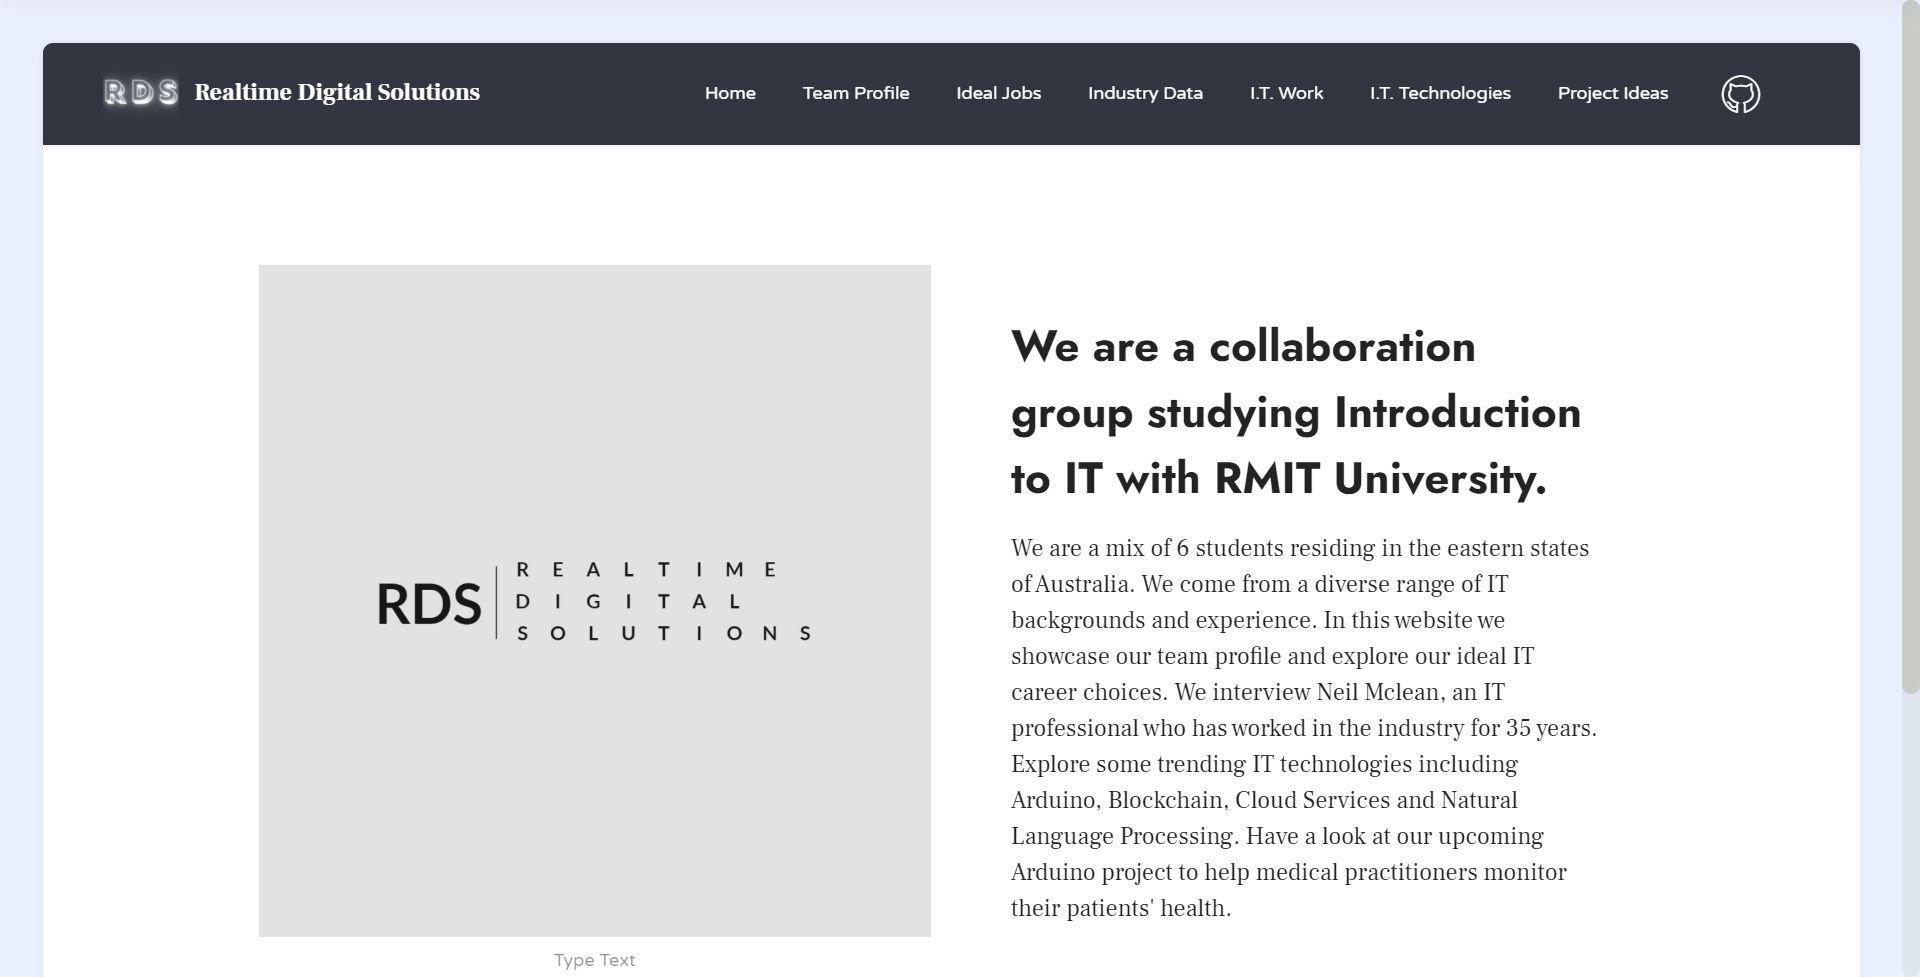 RDS Realtime Digital Solutions Home Team Profile Ideal Jobs Industry Data I.T. Work I.T. Technologies Project Ideas
RDS
REALTIME
DIGITAL
SOLUTIONS
Type Text
We are a collaboration
group studying Introduction
to IT with RMIT University.
We are a mix of 6 students residing in the eastern states
of Australia. We come from a diverse range of IT
backgrounds and experience. In this website we
showcase our team profile and explore our ideal IT
career choices. We interview Neil Mclean, an IT
professional who has worked in the industry for 35 years.
Explore some trending IT technologies including
Arduino, Blockchain, Cloud Services and Natural
Language Processing. Have a look at our upcoming
Arduino project to help medical practitioners monitor
their patients' health.